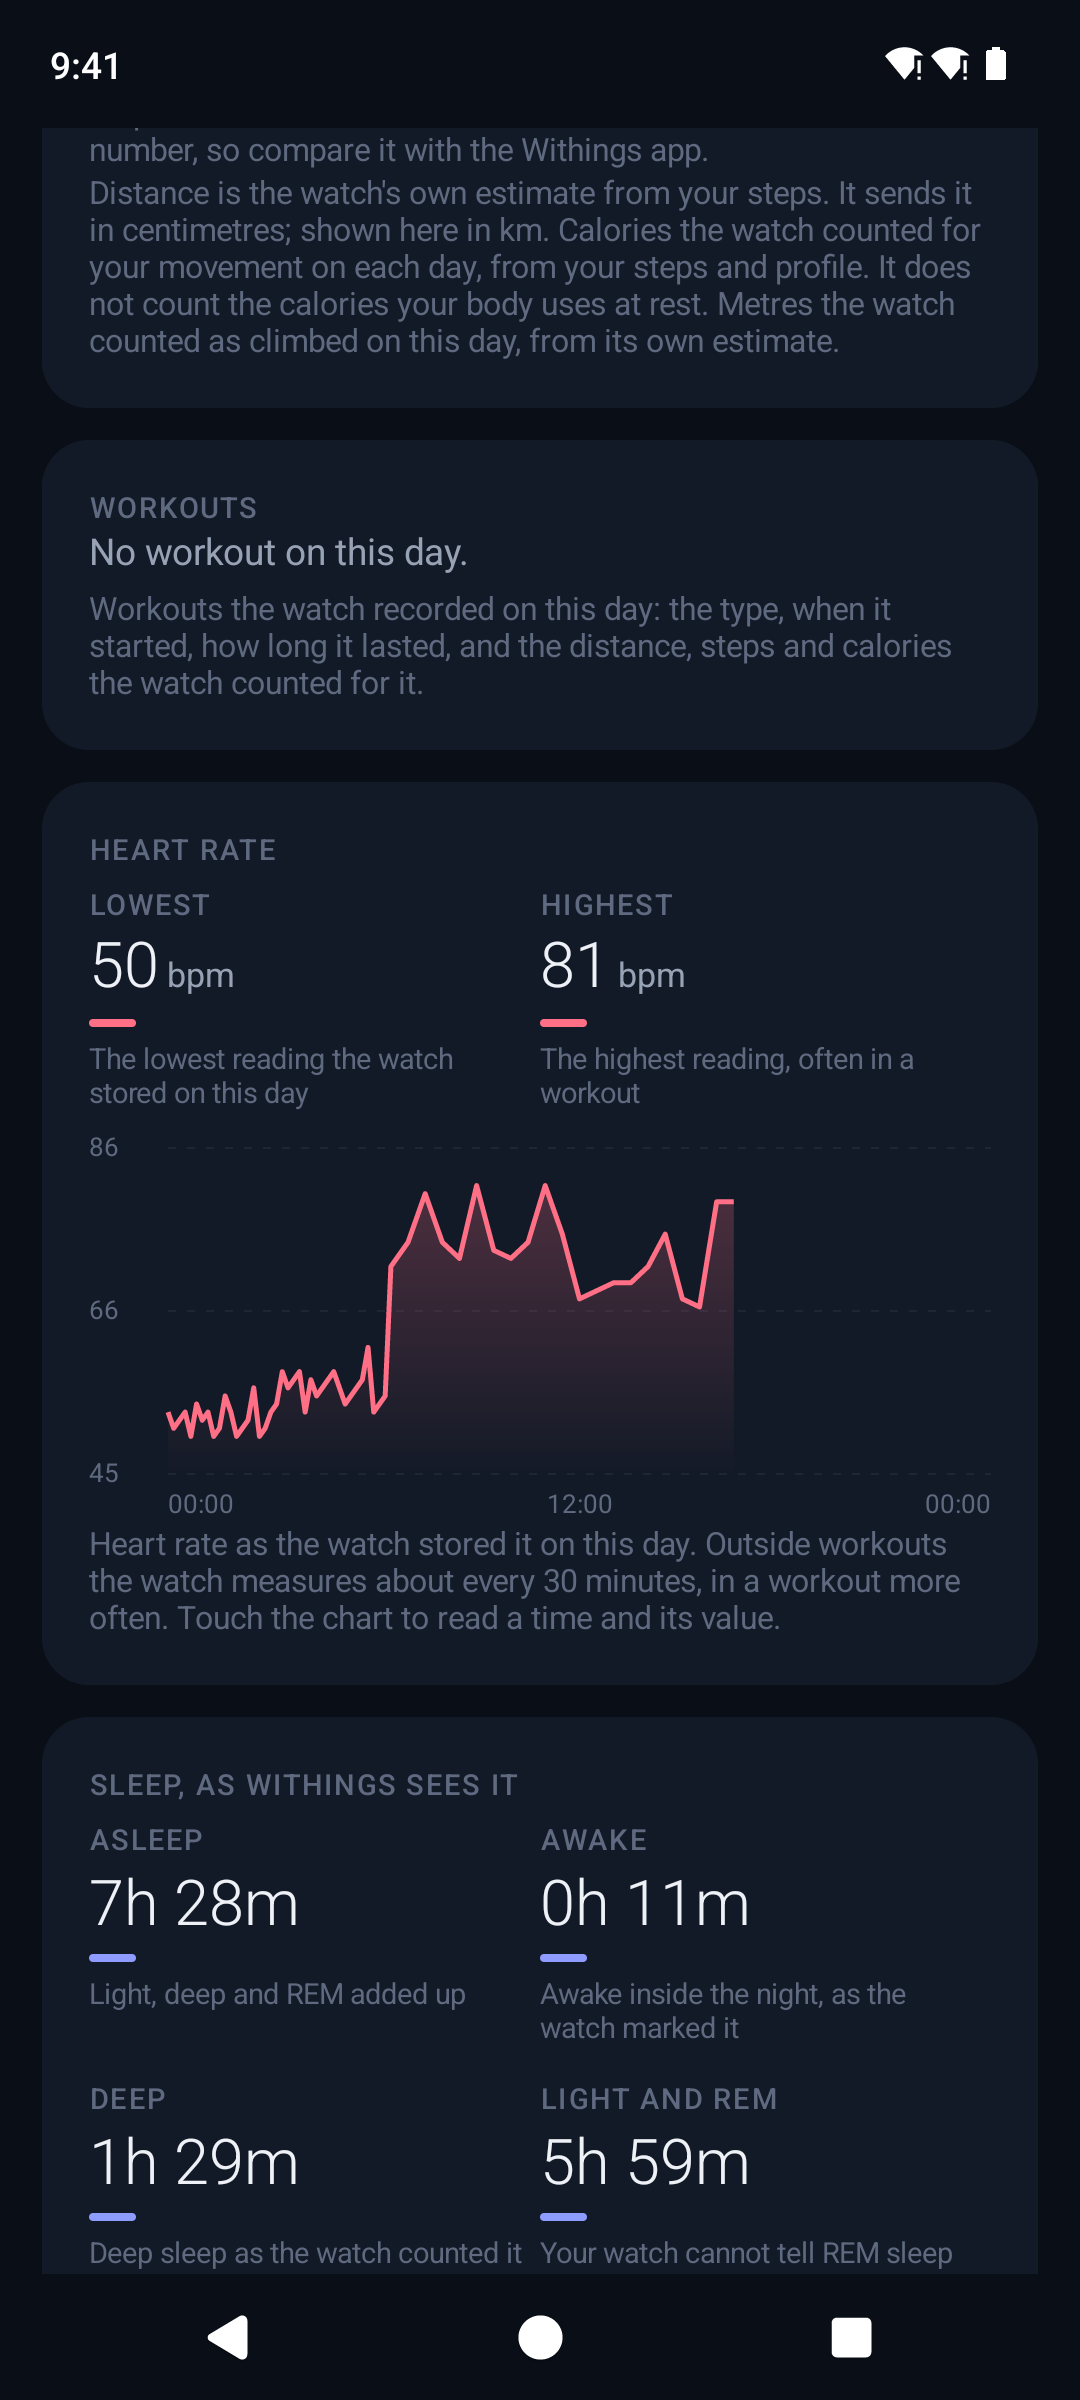 9:41
number, so compare it with the Withings app.
Distance is the watch's own estimate from your steps. It sends it
in centimetres; shown here in km. Calories the watch counted for
your movement on each day, from your steps and profile. It does
not count the calories your body uses at rest. Metres the watch
counted as climbed on this day, from its own estimate.
WORKOUTS
No workout on this day.
Workouts the watch recorded on this day: the type, when it
started, how long it lasted, and the distance, steps and calories
the watch counted for it.
HEART RATE
LOWEST
50 bpm
The lowest reading the watch
stored on this day
HIGHEST
81 bpm
The highest reading, often in a
workout
86
66
45
00:00 12:00 00:00
Heart rate as the watch stored it on this day. Outside workouts
the watch measures about every 30 minutes, in a workout more
often. Touch the chart to read a time and its value.
SLEEP, AS WITHINGS SEES IT
ASLEEP
7h 28m
Light, deep and REM added up
AWAKE
0h 11m
Awake inside the night, as the
watch marked it
DEEP
1h 29m
Deep sleep as the watch counted it
LIGHT AND REM
5h 59m
Your watch cannot tell REM sleep